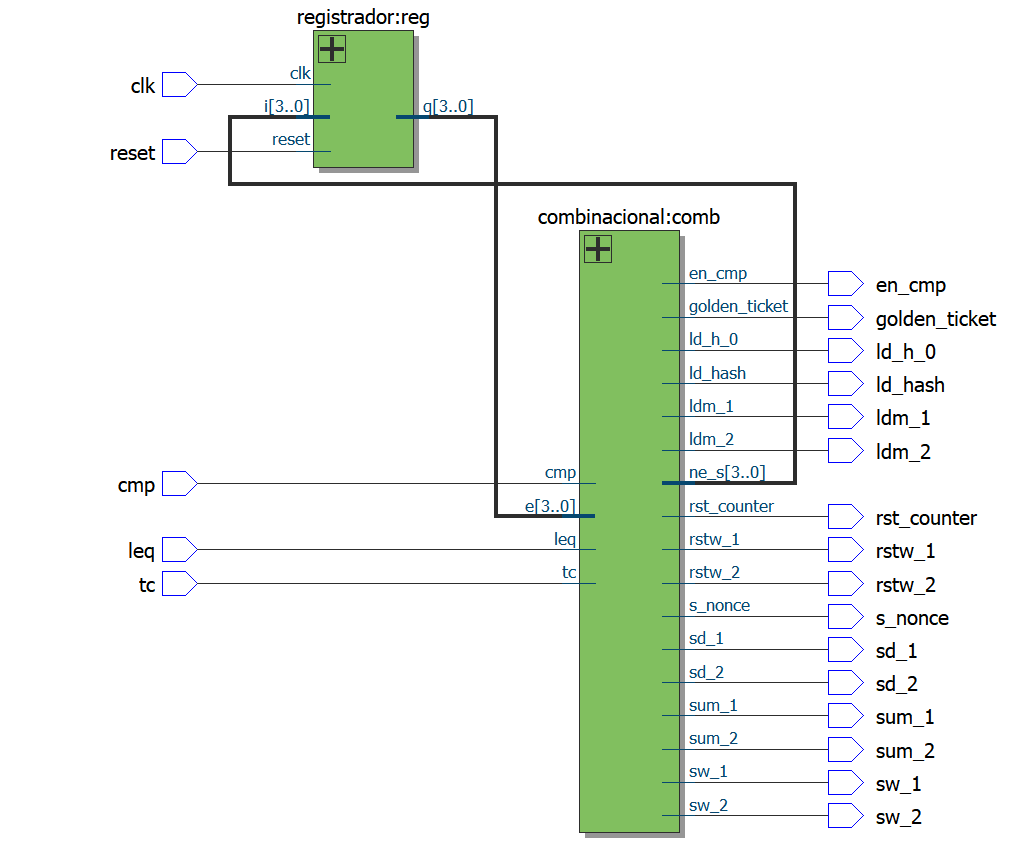 registrador:reg
clk
clk
i[3..0]
q[3..0]
reset
reset
combinacional:comb
en_cmp
en_cmp
golden_ticket
golden_ticket
ld_h_0
ld_h_0
ld_hash
ld_hash
ldm_1
ldm_1
ldm_2
ldm_2
cmp
cmp
ne_s[3..0]
e[3..0]
rst_counter
rst_counter
leq
leq
rstw_1
rstw_1
tc
tc
rstw_2
rstw_2
s_nonce
s_nonce
sd_1
sd_1
sd_2
sd_2
sum_1
sum_1
sum_2
sum_2
sw_1
sw_1
sw_2
sw_2